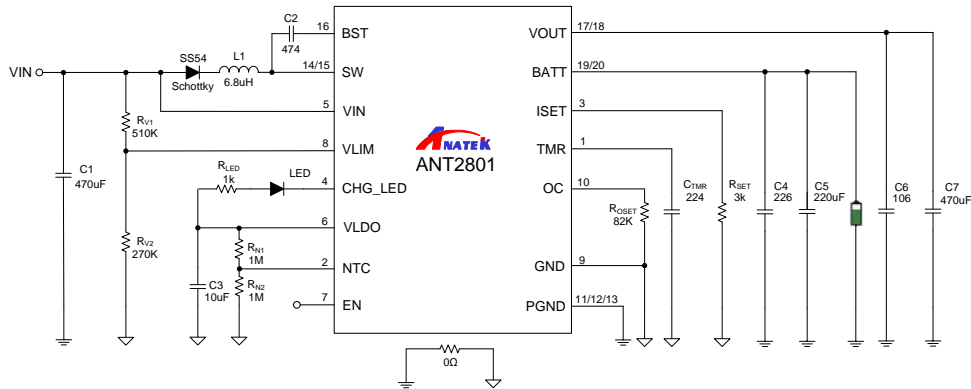 C2
474
16
BST
VOUT
17/18
VIN
SS54
Schottky
L1
6.8uH
14/15
SW
BATT
19/20
5
VIN
ISET
3
RV1
510K
8
VLIM
ANATEK
ANT2801
TMR
1
C1
470uF
RLED
1k
LED
4
CHG_LED
OC
10
ROSET
82K
CTMR
224
RSET
3k
C4
226
C5
220uF
C6
106
C7
470uF
6
VLDO
RV2
270K
RN1
1M
2
NTC
GND
9
C3
10uF
RN2
1M
7
EN
PGND
11/12/13
0Ω